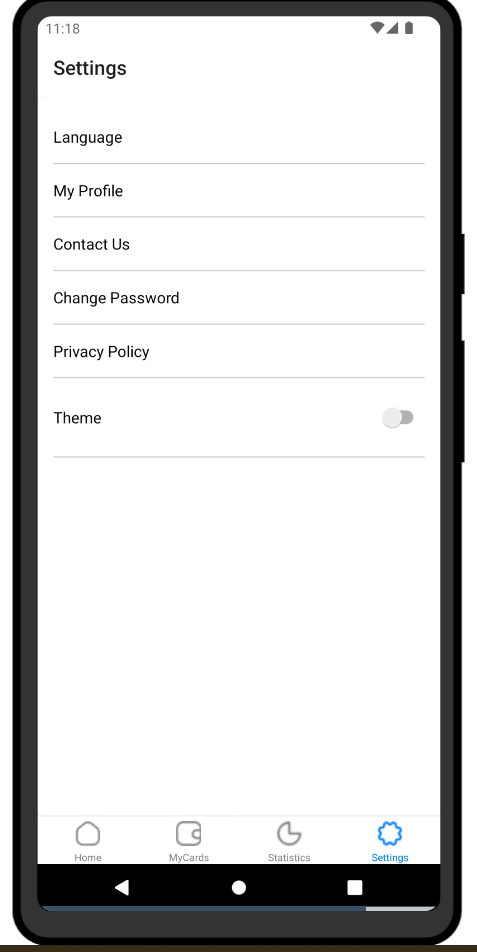 11:18
Settings
Language
My Profile
Contact Us
Change Password
Privacy Policy
Theme
Home MyCards Statistics Settings